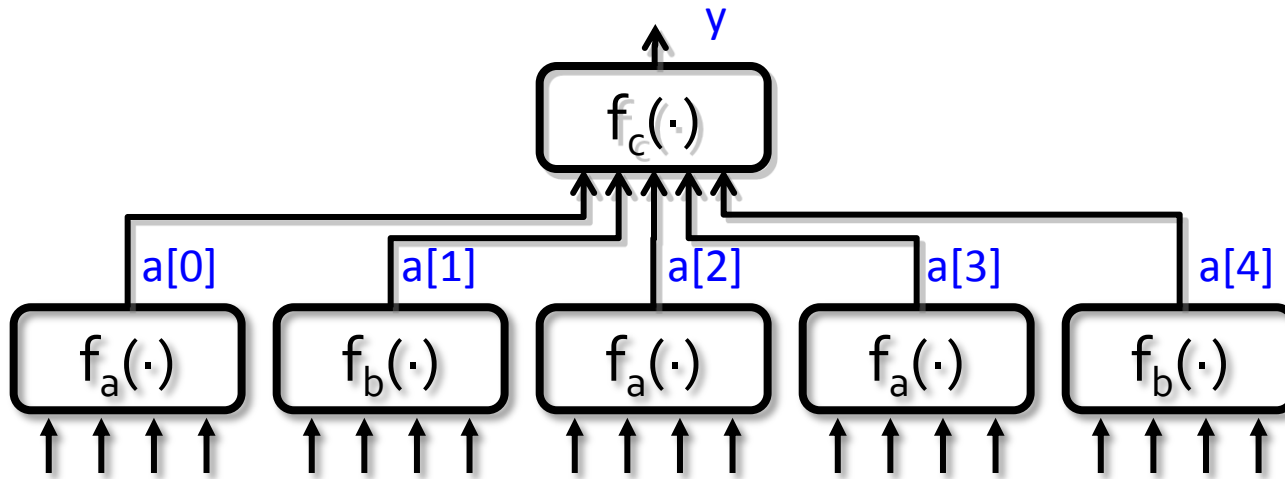 y
f_c(·)
a[0] a[1] a[2] a[3] a[4]
f_a(·) f_b(·) f_a(·) f_a(·) f_b(·)